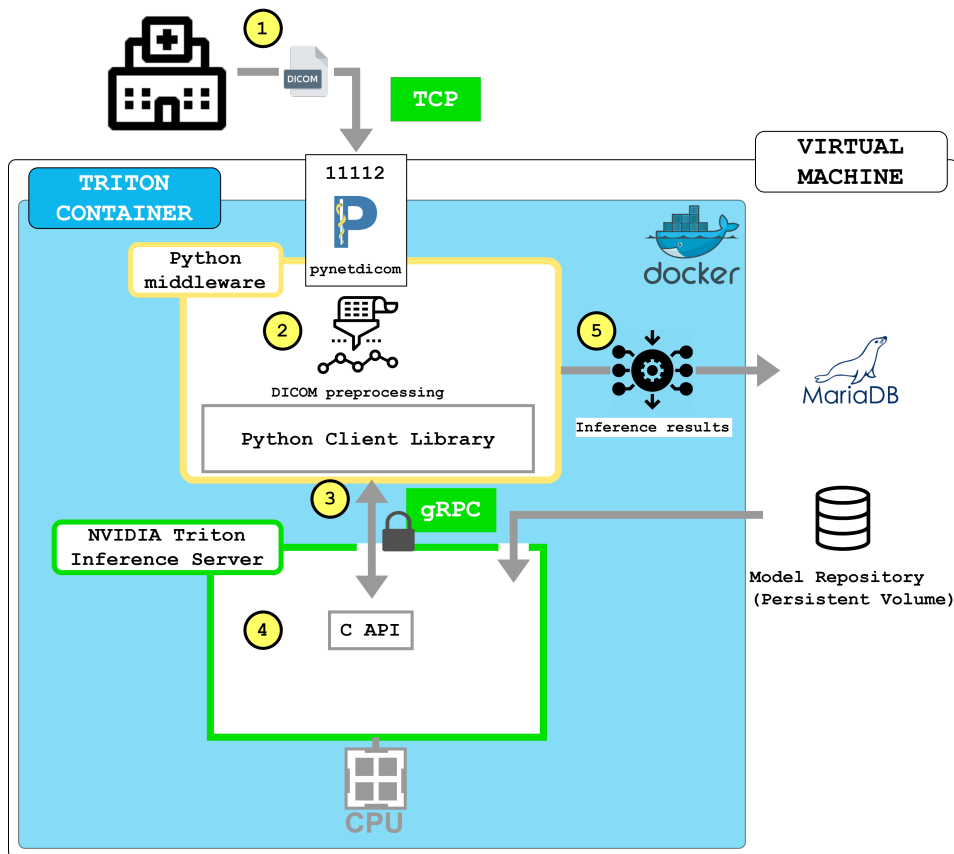 1
DICOM
TCP
VIRTUAL
MACHINE
TRITON
CONTAINER
11112
P
pynetdicom
docker
Python
middleware
2
DICOM preprocessing
Python Client Library
5
Inference results
MariaDB
3
gRPC
NVIDIA Triton
Inference Server
Model Repository
(Persistent Volume)
4
C API
CPU